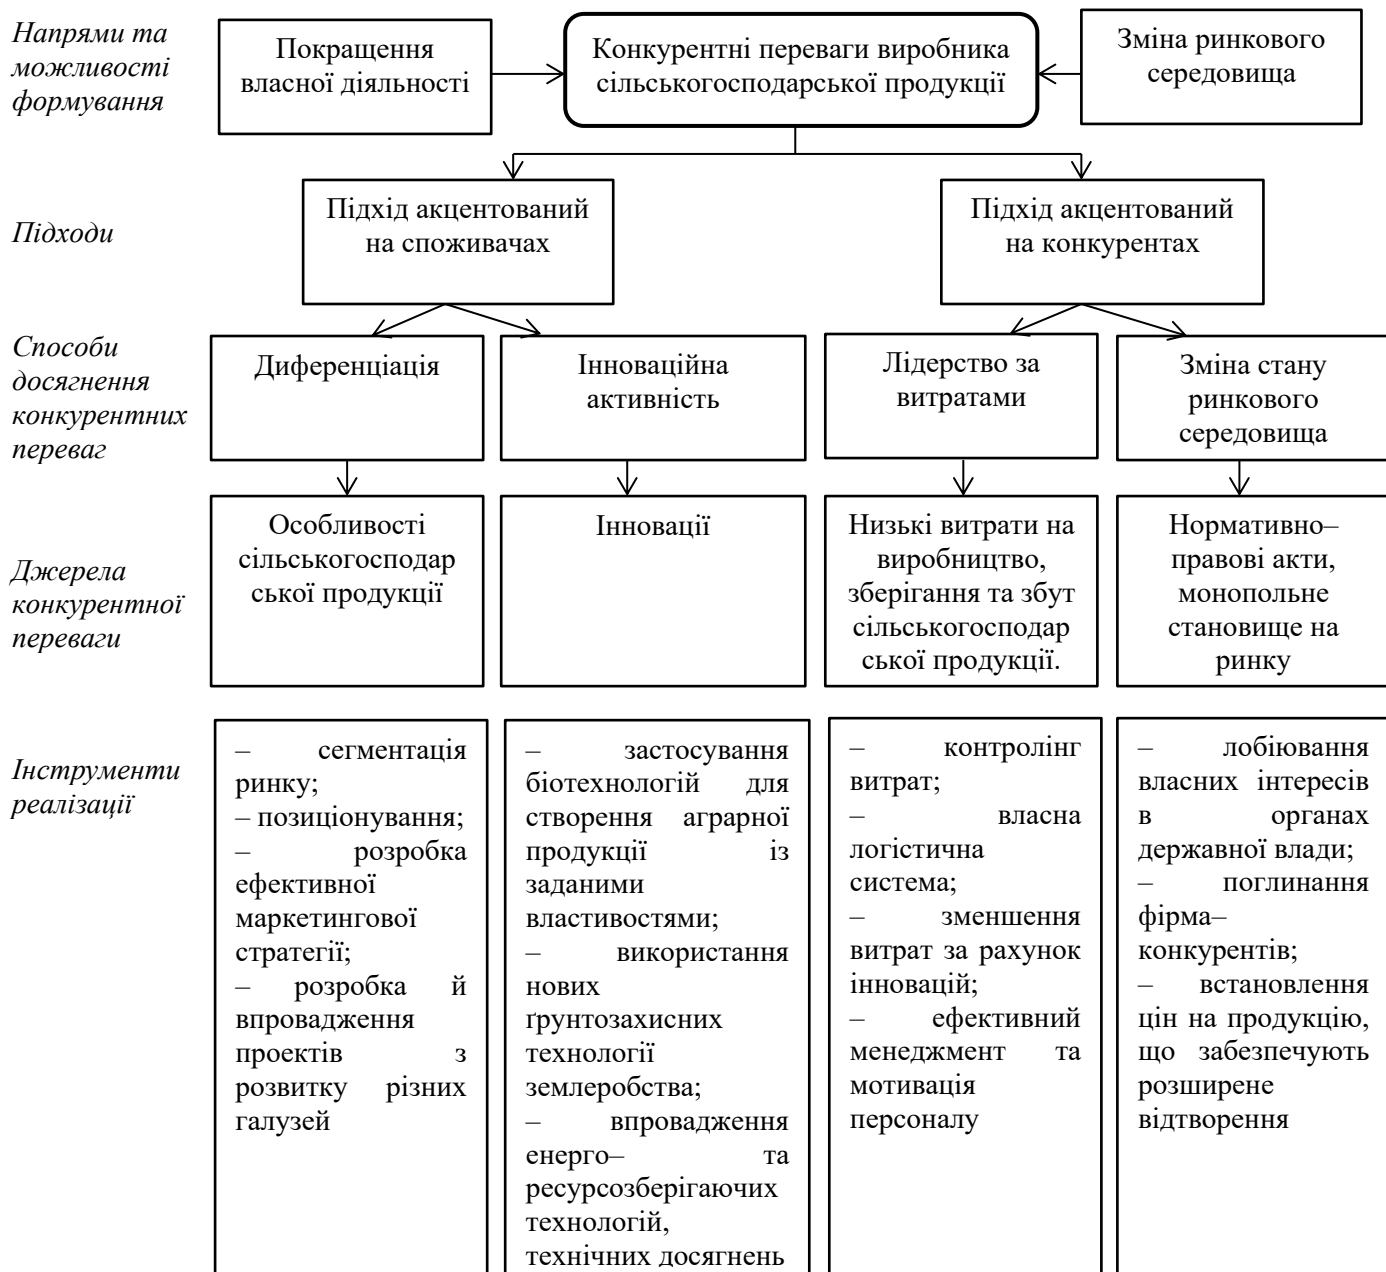 Напрями та
можливості
формування
Покращення
власної діяльності
Конкурентні переваги виробника
сільськогосподарської продукції
Зміна ринкового
середовища
Підходи
Підхід акцентований
на споживачах
Підхід акцентований
на конкурентах
Способи
досягнення
конкурентних
переваг
Диференціація
Інноваційна
активність
Лідерство за
витратами
Зміна стану
ринкового
середовища
Джерела
конкурентної
переваги
Особливості
сільськогосподар
ської продукції
Інновації
Низькі витрати на
виробництво,
зберігання та збут
сільськогосподар
ської продукції.
Нормативно–
правові акти,
монопольне
становище на
ринку
Інструменти
реалізації
– сегментація
ринку;
– позиціонування;
– розробка
ефективної
маркетингової
стратегії;
– розробка й
впровадження
проектів з
розвитку різних
галузей
– застосування
біотехнологій для
створення аграрної
продукції із
заданими
властивостями;
– використання
нових
ґрунтозахисних
технології
землеробства;
– впровадження
енерго– та
ресурсозберігаючих
технологій,
технічних досягнень
– контролінг
витрат;
– власна
логістична
система;
– зменшення
витрат за рахунок
інновацій;
– ефективний
менеджмент та
мотивація
персоналу
– лобіювання
власних інтересів
в органах
державної влади;
– поглинання
фірма–
конкурентів;
– встановлення
цін на продукцію,
що забезпечують
розширене
відтворення